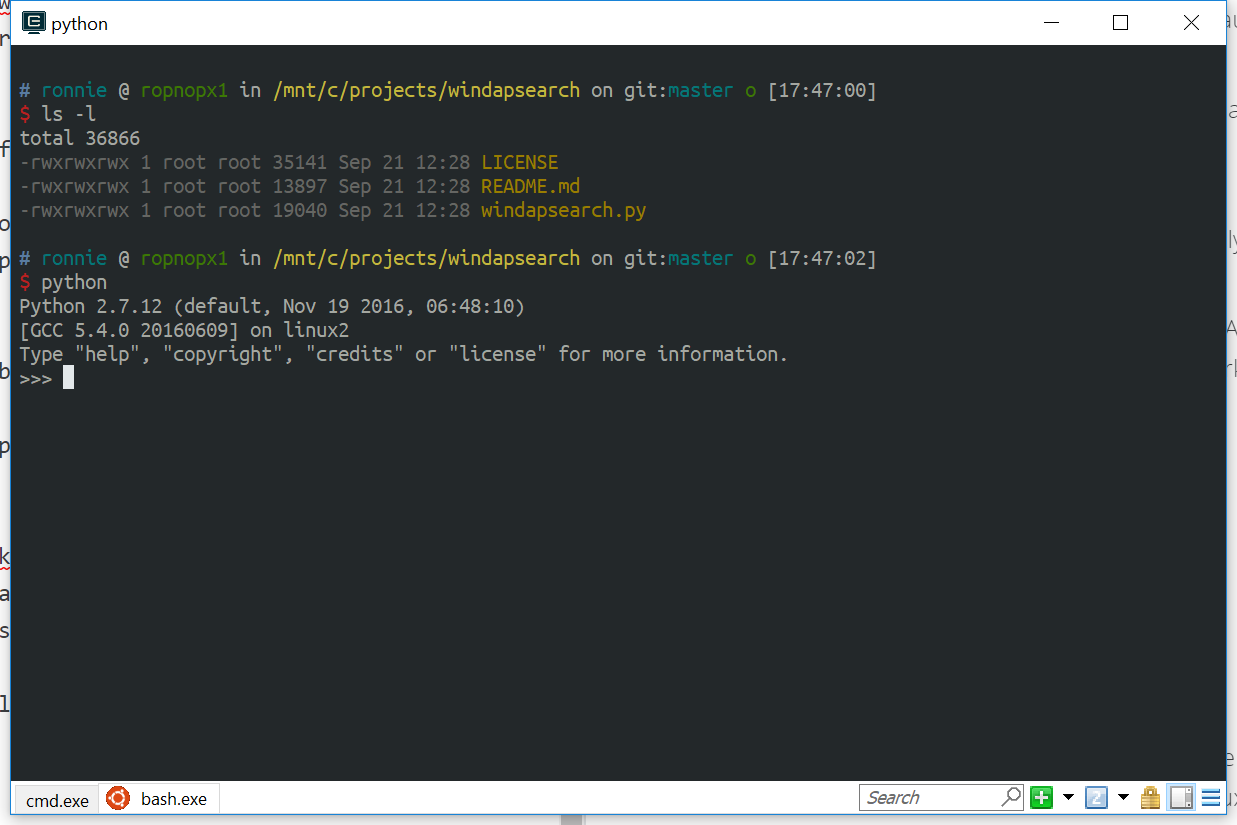 python
# ronnie @ ropnopx1 in /mnt/c/projects/windapsearch on git:master o [17:47:00]
$ ls -l
total 36866
-rwxrwxrwx 1 root root 35141 Sep 21 12:28 LICENSE
-rwxrwxrwx 1 root root 13897 Sep 21 12:28 README.md
-rwxrwxrwx 1 root root 19040 Sep 21 12:28 windapsearch.py
# ronnie @ ropnopx1 in /mnt/c/projects/windapsearch on git:master o [17:47:02]
$ python
Python 2.7.12 (default, Nov 19 2016, 06:48:10)
[GCC 5.4.0 20160609] on linux2
Type "help", "copyright", "credits" or "license" for more information.
>>>
cmd.exe bash.exe Search 2